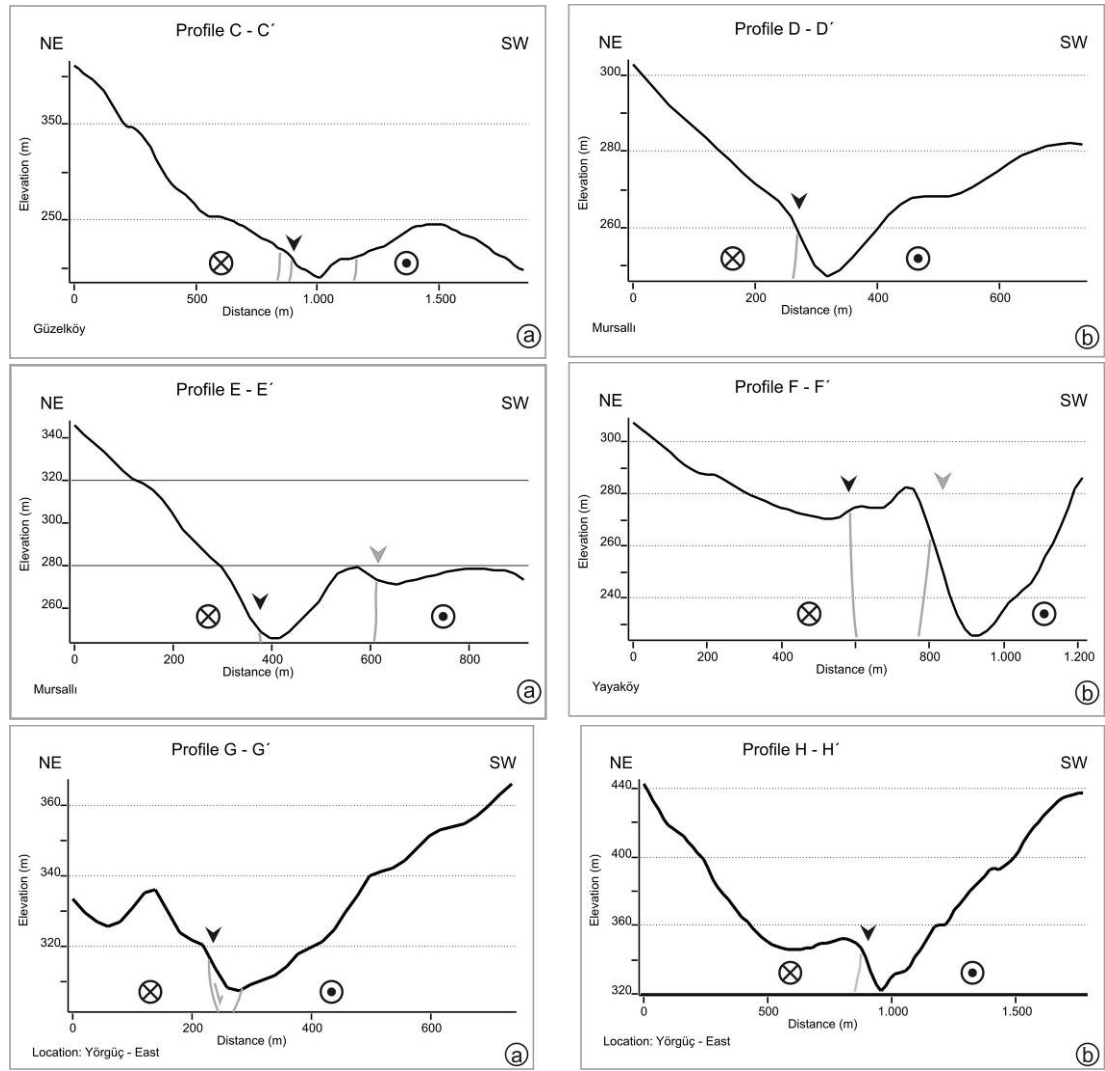 Profile C - C´
NE
SW
Elevation (m)
350
250
0
500
1.000
1.500
Distance (m)
Güzelköy
a
Profile D - D´
NE
SW
Elevation (m)
300
280
260
0
200
400
600
Distance (m)
Mursallı
b
Profile E - E´
NE
SW
Elevation (m)
340
320
280
260
0
200
400
600
800
Distance (m)
Mursallı
a
Profile F - F´
NE
SW
Elevation (m)
300
280
260
240
0
200
400
600
800
1.000
1.200
Distance (m)
Yayaköy
b
Profile G - G´
NE
SW
Elevation (m)
360
340
320
0
200
400
600
Distance (m)
Location: Yörgüç - East
a
Profile H - H´
NE
SW
Elevation (m)
440
400
360
320
0
500
1.000
1.500
Distance (m)
Location: Yörgüç - East
b